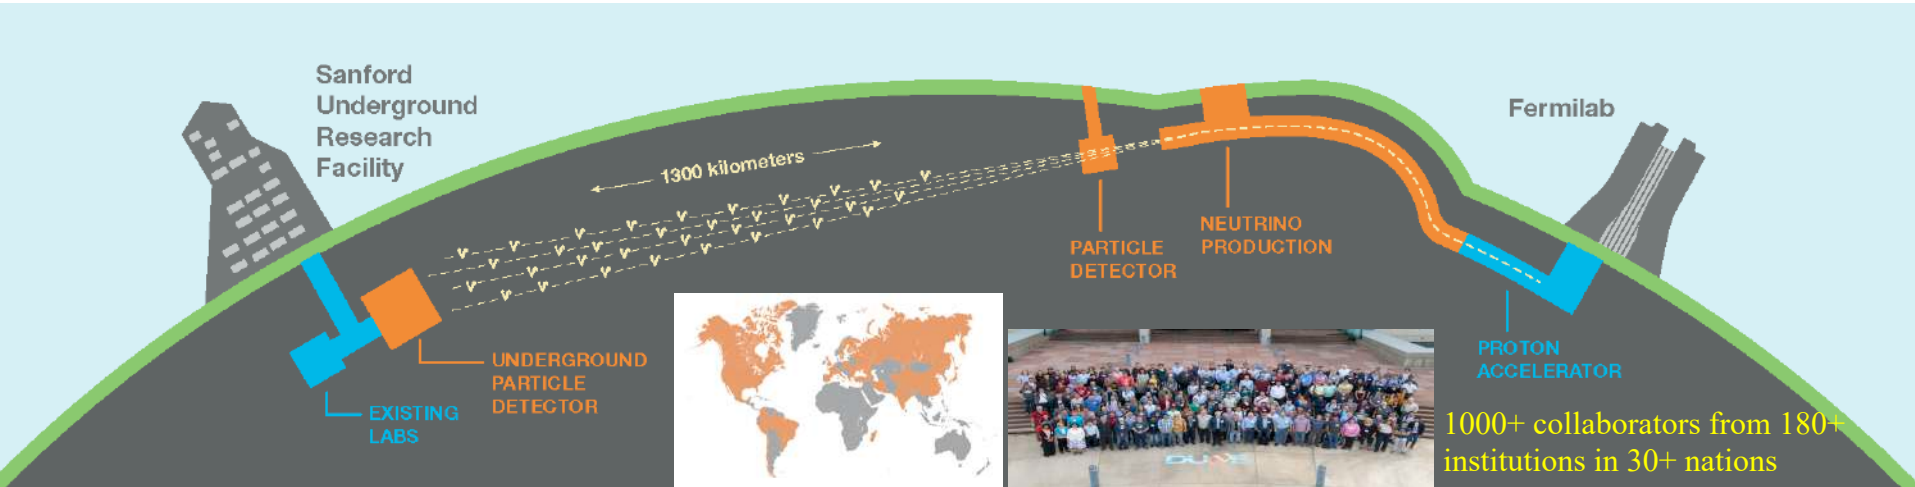 Sanford
Underground
Research
Facility
Fermilab
1300 kilometers
NEUTRINO
PRODUCTION
PARTICLE
DETECTOR
PROTON
ACCELERATOR
UNDERGROUND
PARTICLE
DETECTOR
EXISTING
LABS
DUNE
1000+ collaborators from 180+
institutions in 30+ nations